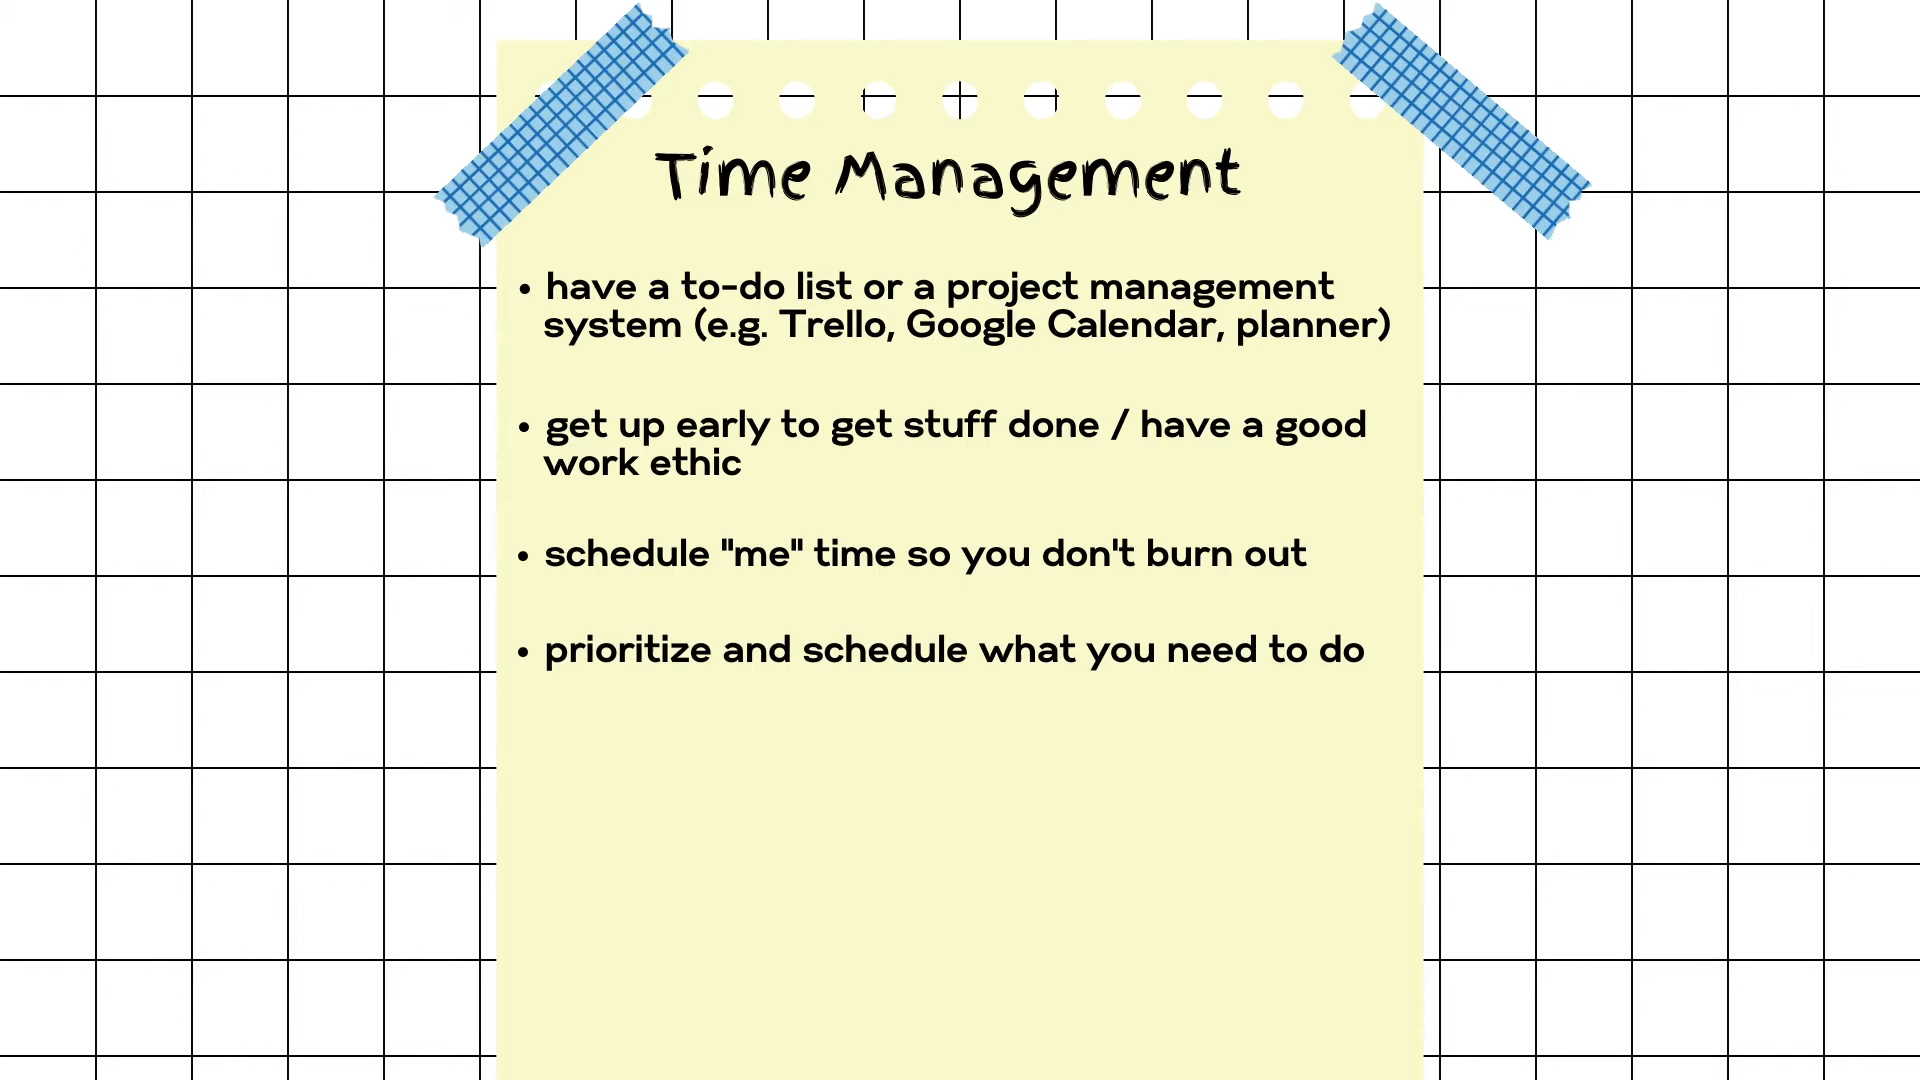 Time Management
• have a to-do list or a project management
system (e.g. Trello, Google Calendar, planner)
• get up early to get stuff done / have a good
work ethic
• schedule "me" time so you don't burn out
• prioritize and schedule what you need to do